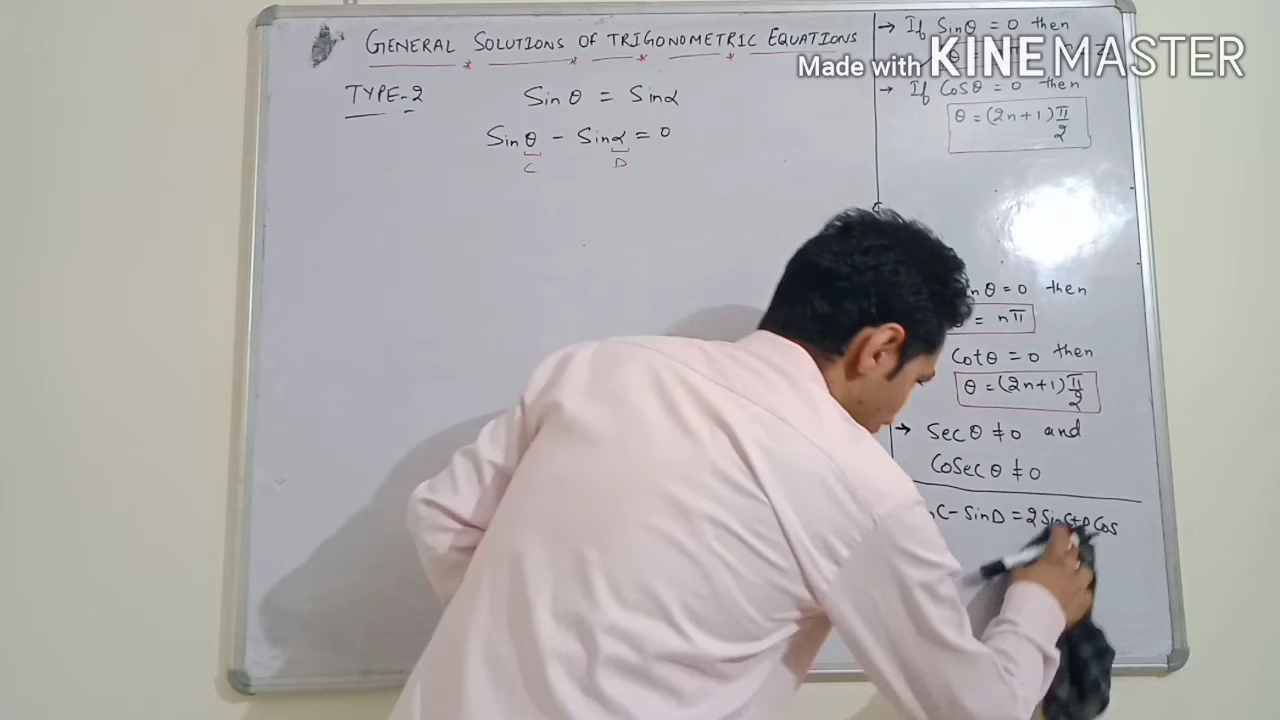 GENERAL SOLUTIONS OF TRIGONOMETRIC EQUATIONS
TYPE-2
Sin θ = Sin α
Sin θ - Sin α = 0
C D
→ If Sin θ = 0 then
Made with KINEMASTER
→ If Cos θ = 0 then
θ = (2n+1) π/2
n θ = 0 then
= nπ
Cot θ = 0 then
θ = (2n+1) π/2
→ Sec θ ≠ 0 and
CoSec θ ≠ 0
C - Sin D = 2 Sin C+D Cos